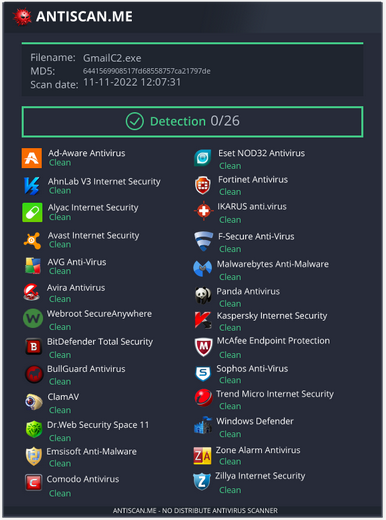 ANTISCAN.ME
Filename: GmailC2.exe
MD5: 6441569908517fd68558757ca21797de
Scan date: 11-11-2022 12:07:31
Detection 0/26
Ad-Aware Antivirus
Clean
AhnLab V3 Internet Security
Clean
Alyac Internet Security
Clean
Avast Internet Security
Clean
AVG Anti-Virus
Clean
Avira Antivirus
Clean
Webroot SecureAnywhere
Clean
BitDefender Total Security
Clean
BullGuard Antivirus
Clean
ClamAV
Clean
Dr.Web Security Space 11
Clean
Emsisoft Anti-Malware
Clean
Comodo Antivirus
Clean
Eset NOD32 Antivirus
Clean
Fortinet Antivirus
Clean
IKARUS anti.virus
Clean
F-Secure Anti-Virus
Clean
Malwarebytes Anti-Malware
Clean
Panda Antivirus
Clean
Kaspersky Internet Security
Clean
McAfee Endpoint Protection
Clean
Sophos Anti-Virus
Clean
Trend Micro Internet Security
Clean
Windows Defender
Clean
Zone Alarm Antivirus
Clean
Zillya Internet Security
Clean
ANTISCAN.ME - NO DISTRIBUTE ANTIVIRUS SCANNER